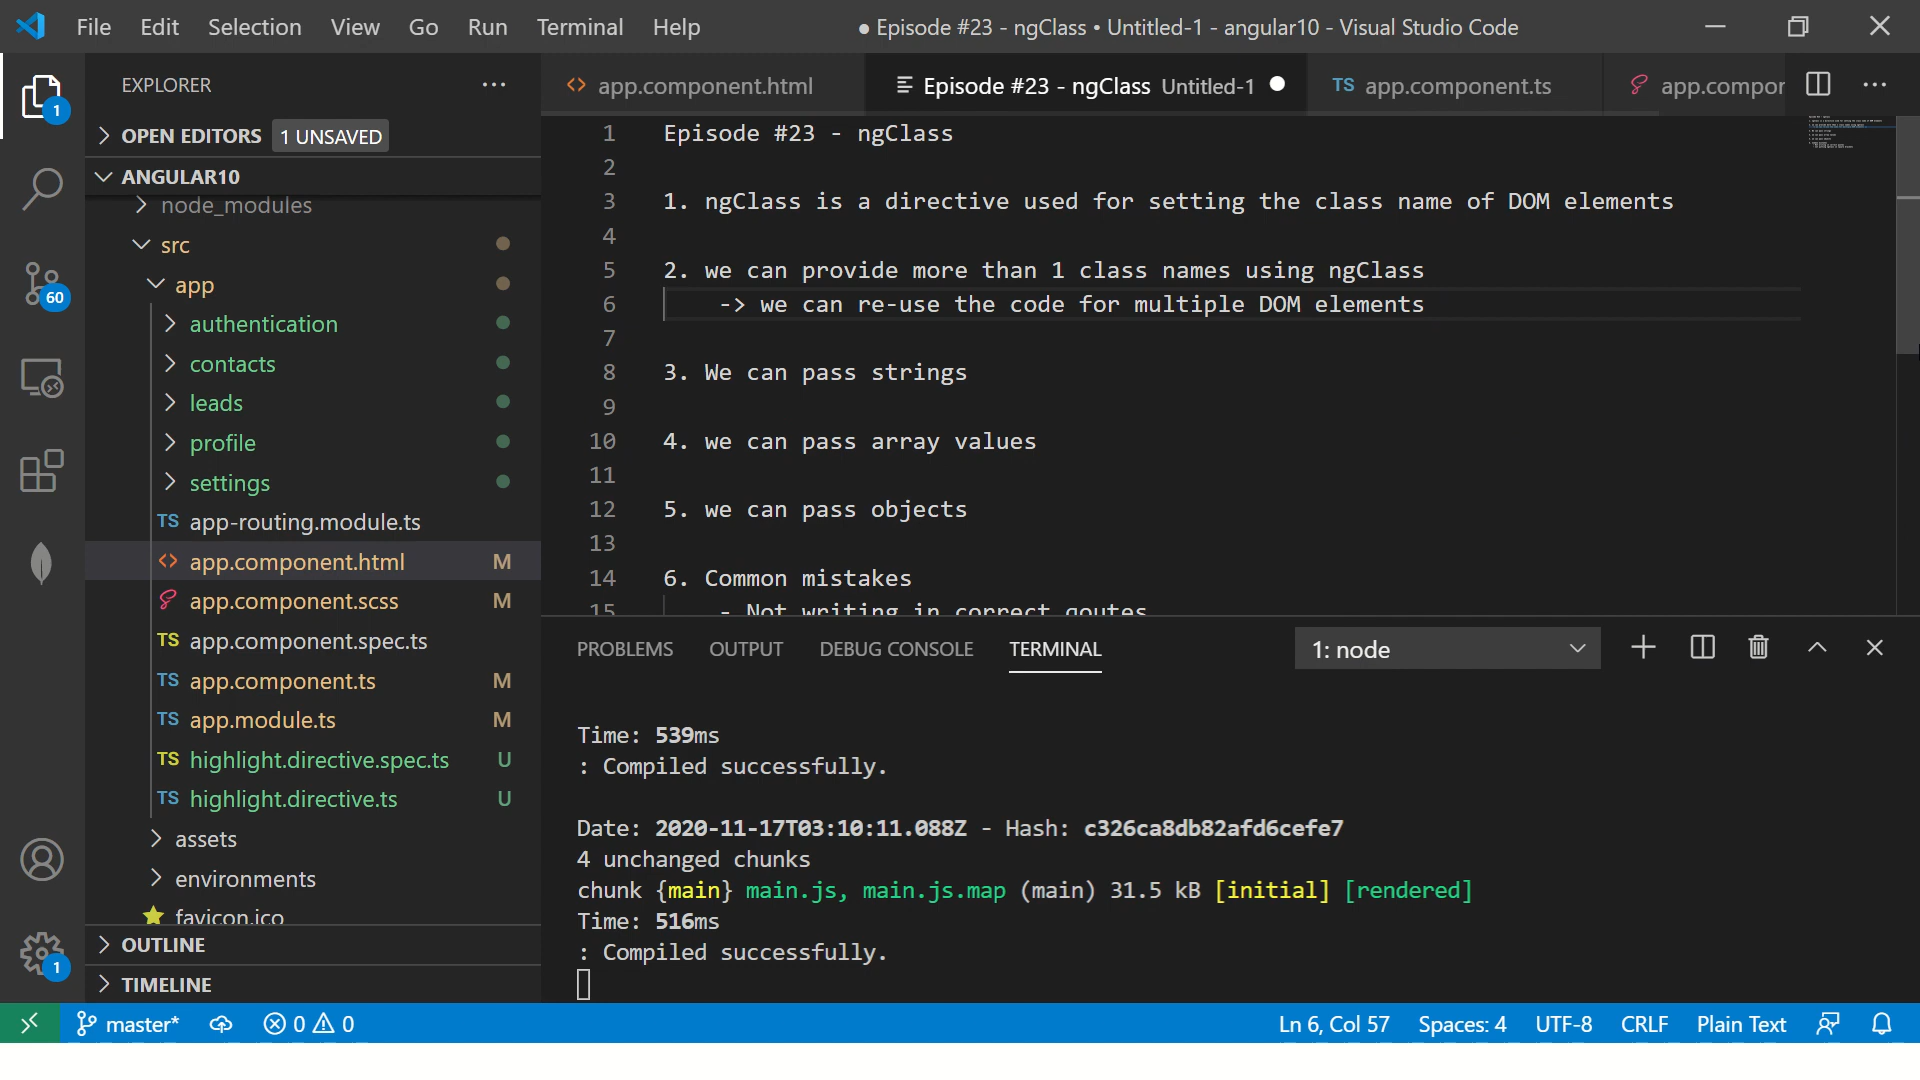 File Edit Selection View Go Run Terminal Help
● Episode #23 - ngClass • Untitled-1 - angular10 - Visual Studio Code
EXPLORER
app.component.html
Episode #23 - ngClass Untitled-1
TS app.component.ts
app.compor
OPEN EDITORS 1 UNSAVED
ANGULAR10
node_modules
src
app
authentication
contacts
leads
profile
settings
TS app-routing.module.ts
<> app.component.html M
app.component.scss M
TS app.component.spec.ts
TS app.component.ts M
TS app.module.ts M
TS highlight.directive.spec.ts U
TS highlight.directive.ts U
assets
environments
favicon.ico
OUTLINE
TIMELINE
1
60
1
1 Episode #23 - ngClass
2
3 1. ngClass is a directive used for setting the class name of DOM elements
4
5 2. we can provide more than 1 class names using ngClass
6 -> we can re-use the code for multiple DOM elements
7
8 3. We can pass strings
9
10 4. we can pass array values
11
12 5. we can pass objects
13
14 6. Common mistakes
15 - Not writing in correct qoutes
PROBLEMS OUTPUT DEBUG CONSOLE TERMINAL 1: node
Time: 539ms
: Compiled successfully.
Date: 2020-11-17T03:10:11.088Z - Hash: c326ca8db82afd6cefe7
4 unchanged chunks
chunk {main} main.js, main.js.map (main) 31.5 kB [initial] [rendered]
Time: 516ms
: Compiled successfully.
master* 0 0 Ln 6, Col 57 Spaces: 4 UTF-8 CRLF Plain Text